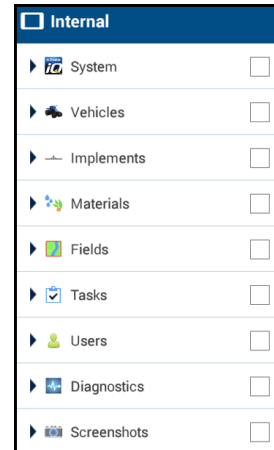 Internal
System
Vehicles
Implements
Materials
Fields
Tasks
Users
Diagnostics
Screenshots